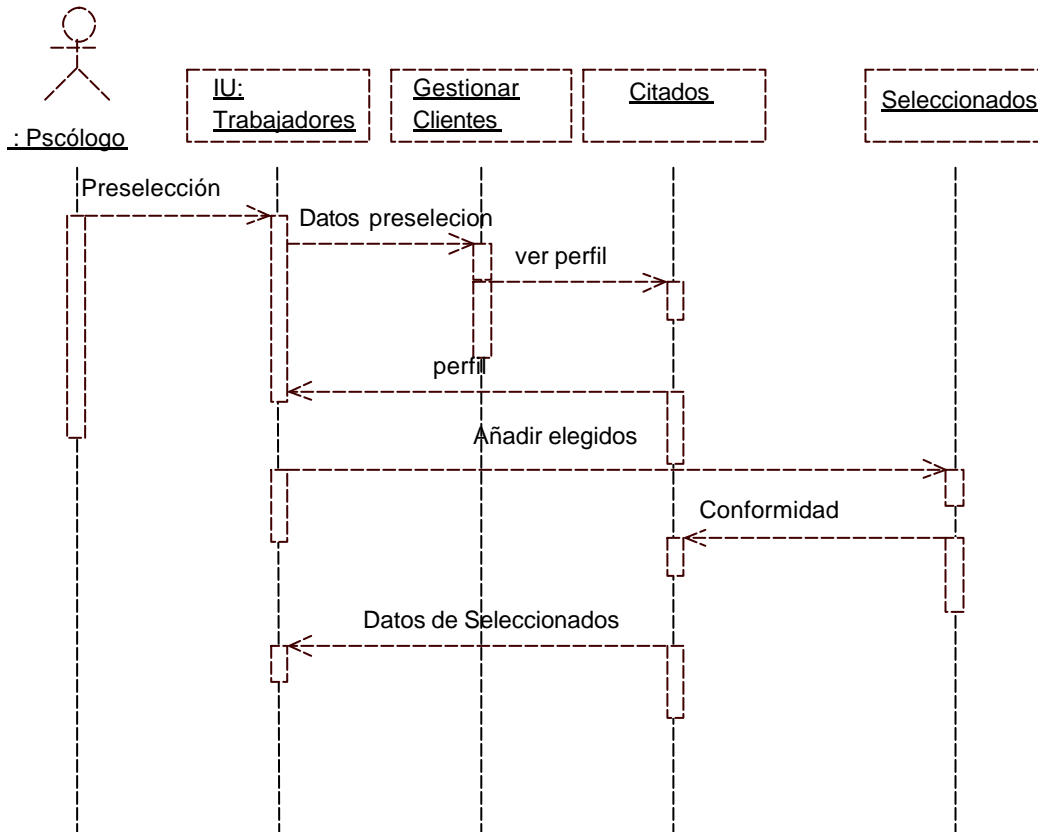 : Pscólogo
IU:
Trabajadores
Gestionar
Clientes
Citados
Seleccionados
Preselección
Datos preselecion
ver perfil
perfil
Añadir elegidos
Conformidad
Datos de Seleccionados